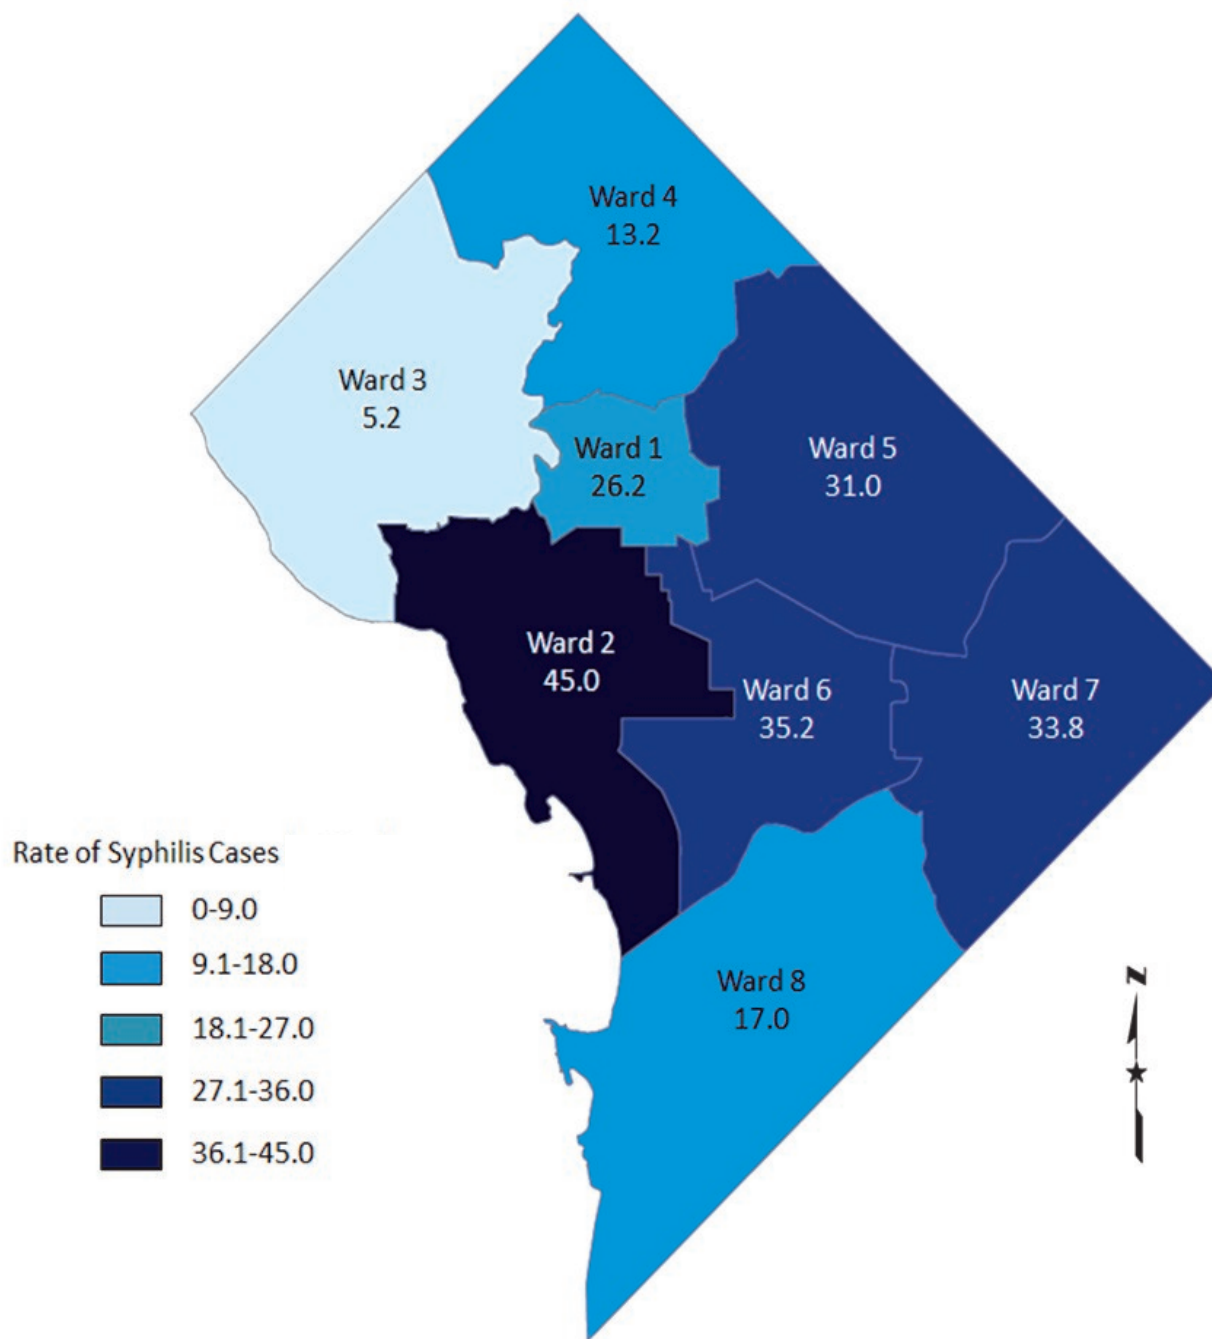 Ward 4
13.2
Ward 3
5.2
Ward 1
26.2
Ward 5
31.0
Ward 2
45.0
Ward 6
35.2
Ward 7
33.8
Ward 8
17.0
Rate of Syphilis Cases
0-9.0
9.1-18.0
18.1-27.0
27.1-36.0
36.1-45.0
N